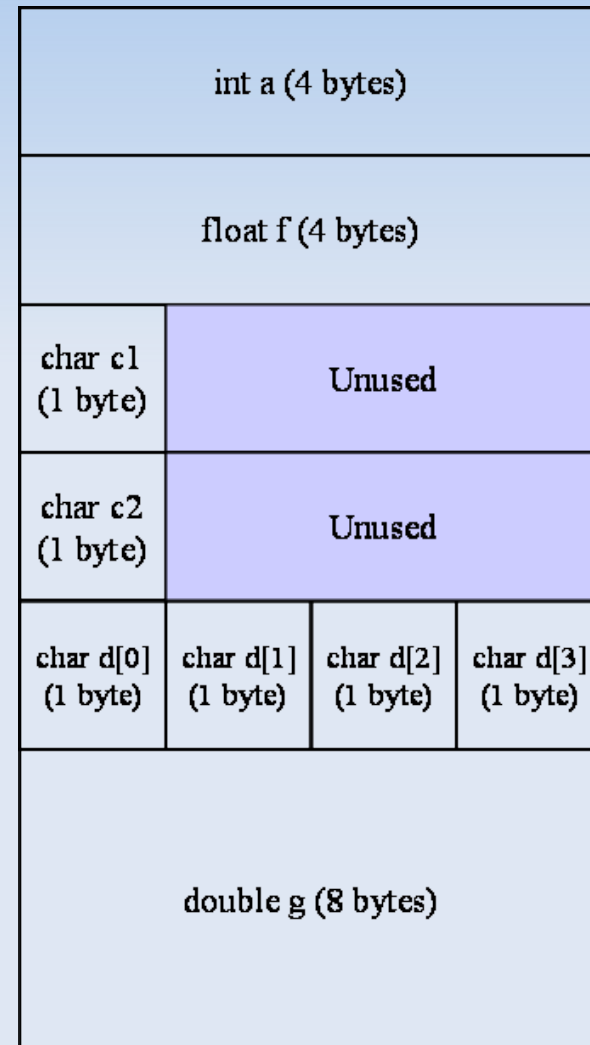 int a (4 bytes)
float f (4 bytes)
char c1
(1 byte)
Unused
char c2
(1 byte)
Unused
char d[0]
(1 byte)
char d[1]
(1 byte)
char d[2]
(1 byte)
char d[3]
(1 byte)
double g (8 bytes)